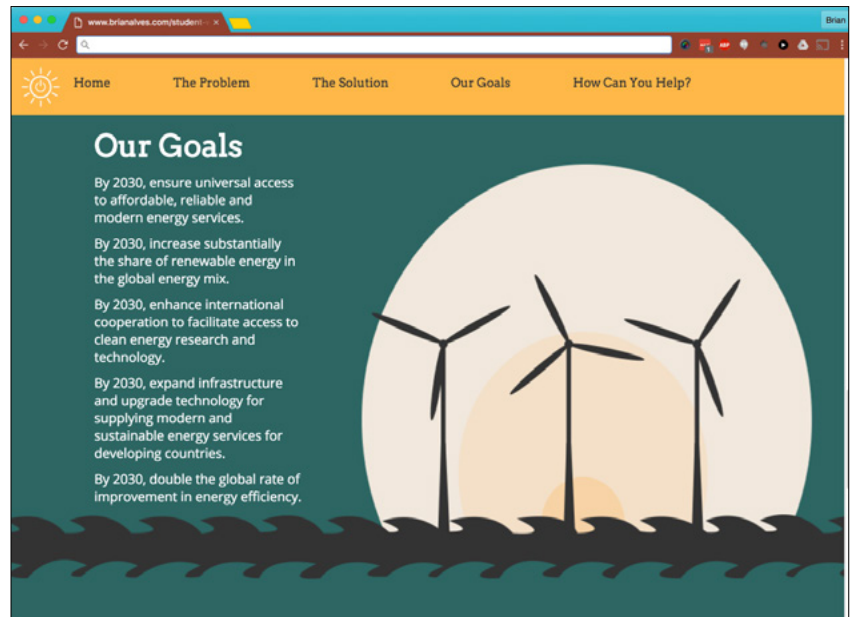 www.brianalves.com/student-
Brian
Home The Problem The Solution Our Goals How Can You Help?
Our Goals
By 2030, ensure universal access
to affordable, reliable and
modern energy services.
By 2030, increase substantially
the share of renewable energy in
the global energy mix.
By 2030, enhance international
cooperation to facilitate access to
clean energy research and
technology.
By 2030, expand infrastructure
and upgrade technology for
supplying modern and
sustainable energy services for
developing countries.
By 2030, double the global rate of
improvement in energy efficiency.